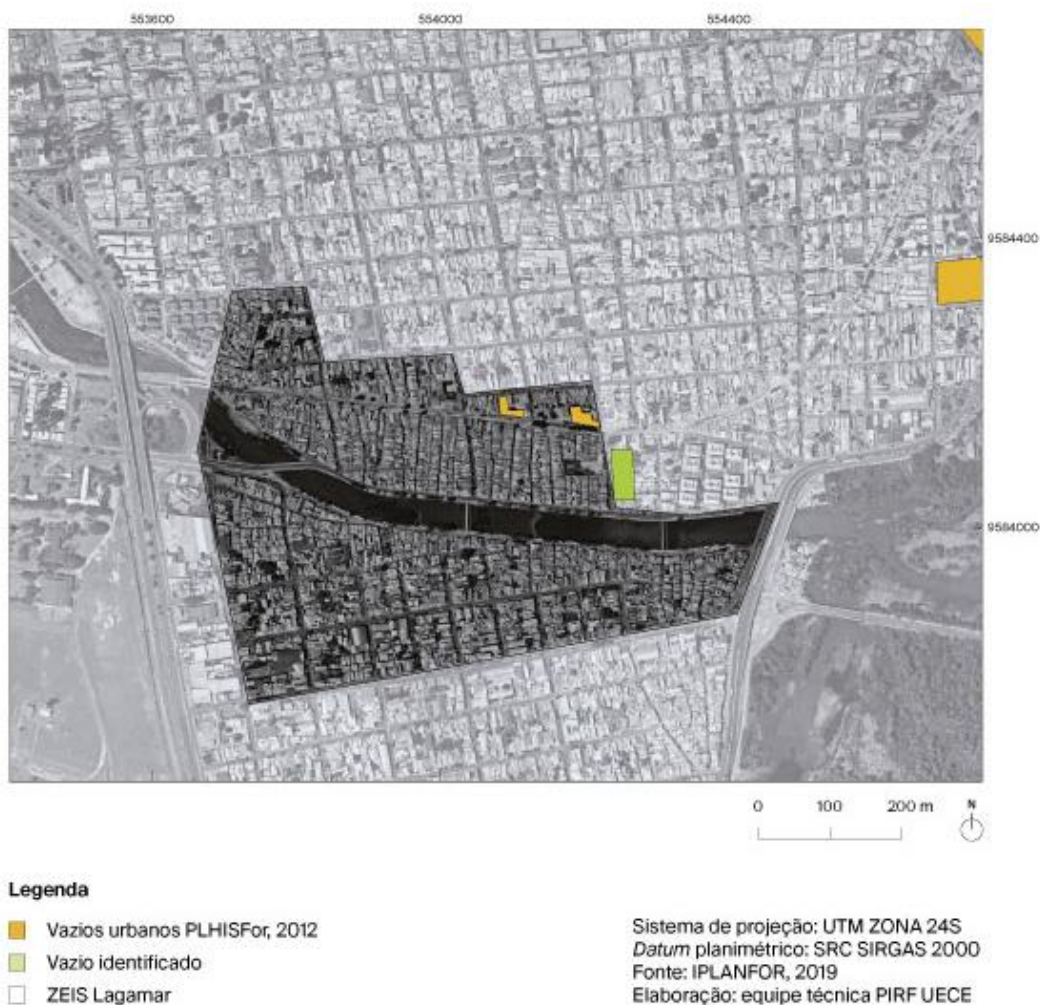 553600 554000 554400
9584400
9584000
0 100 200 m N
Legenda
Vazios urbanos PLHISFor, 2012
Vazio identificado
ZEIS Lagamar
Sistema de projeção: UTM ZONA 24S
Datum planimétrico: SRC SIRGAS 2000
Fonte: IPLANFOR, 2019
Elaboração: equipe técnica PIRF UECE